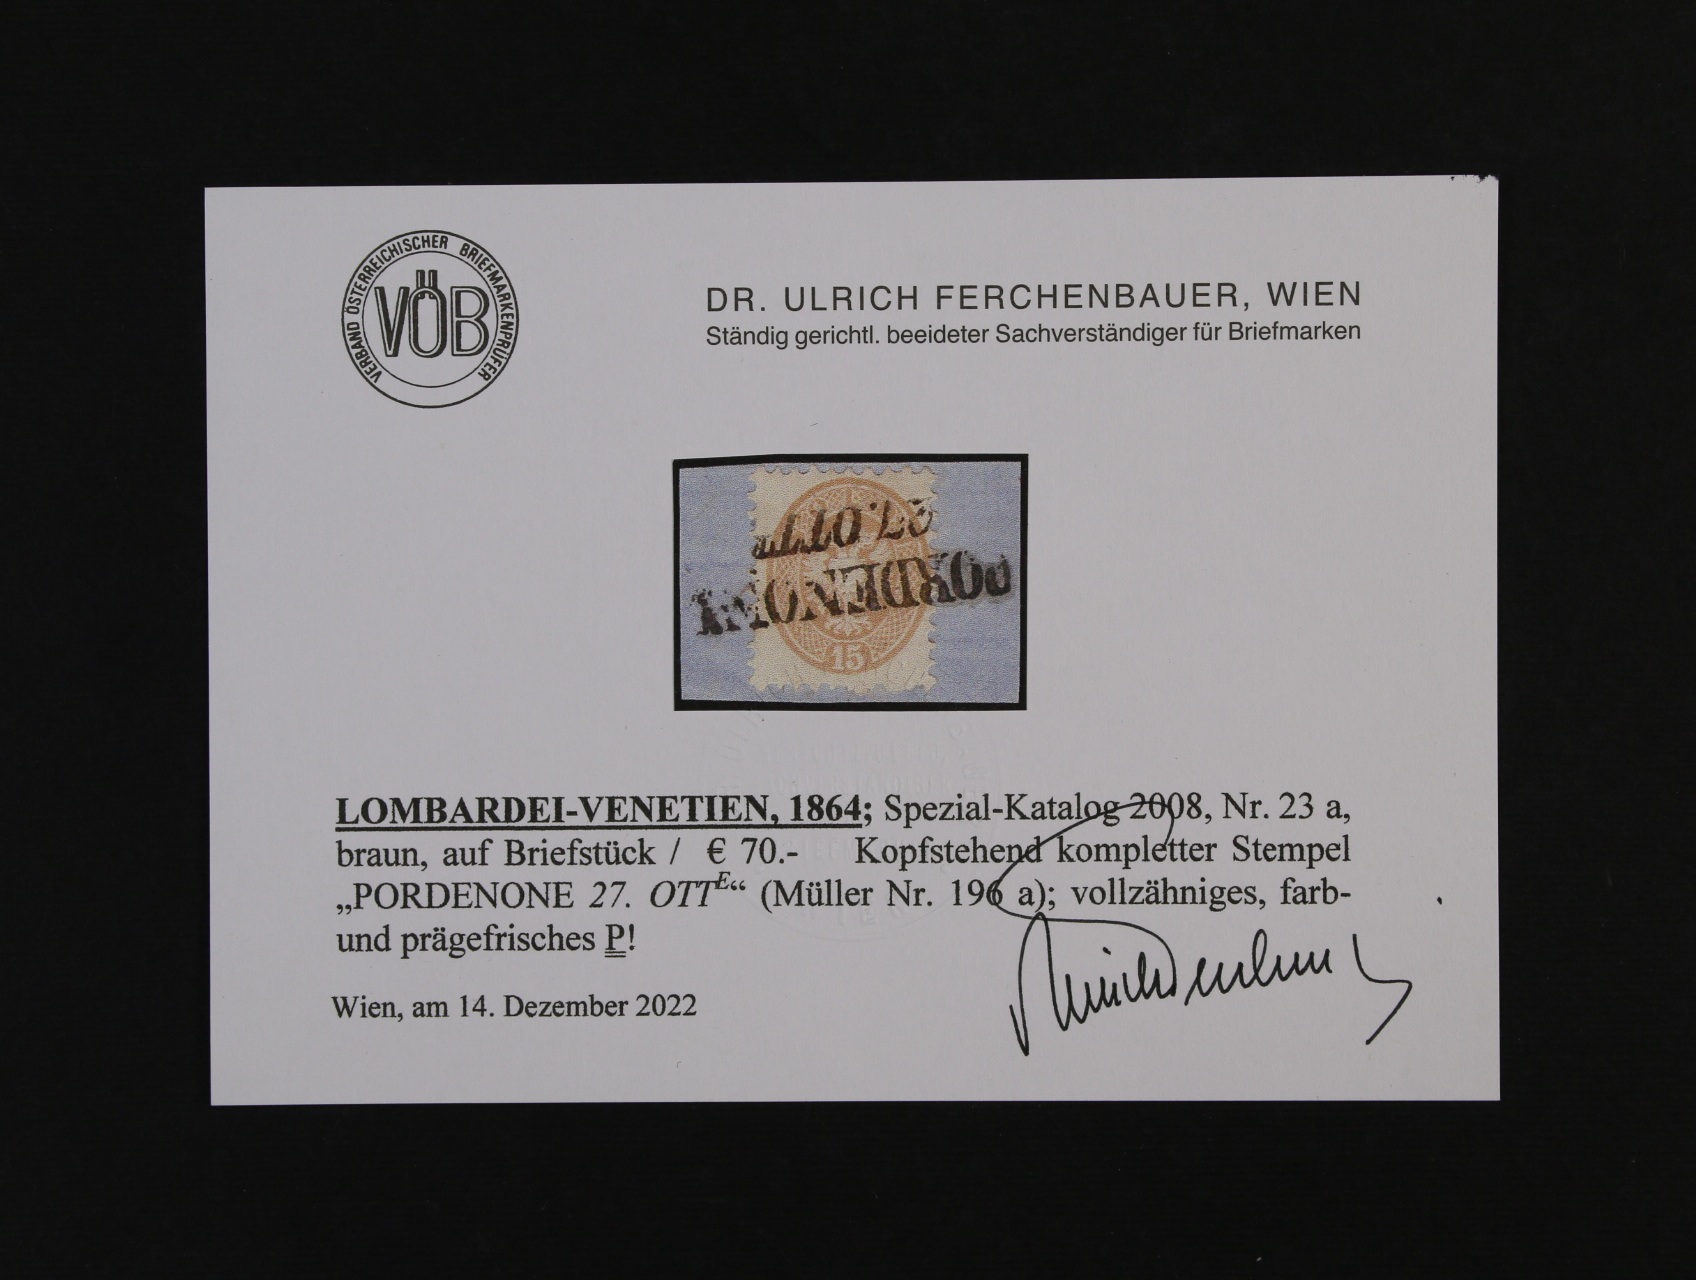 VERBAND ÖSTERREICHISCHER BRIEFMARKENPRÜFER
VÖB
DR. ULRICH FERCHENBAUER, WIEN
Ständig gerichtl. beeideter Sachverständiger für Briefmarken
27. OTTE
PORDENONE
15
LOMBARDEI-VENETIEN, 1864; Spezial-Katalog 2008, Nr. 23 a,
braun, auf Briefstück / € 70.- Kopfstehend kompletter Stempel
„PORDENONE 27. OTTE“ (Müller Nr. 196 a); vollzähniges, farb-
und prägefrisches P!
Wien, am 14. Dezember 2022